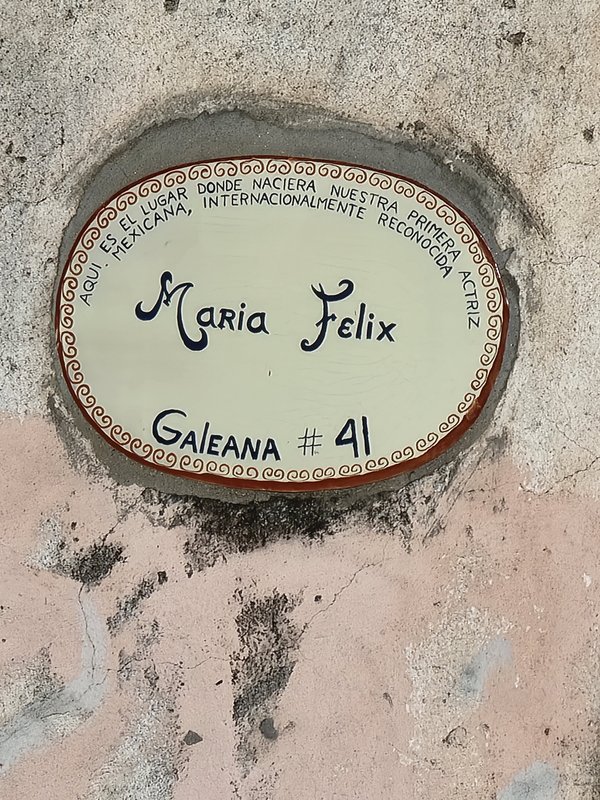 AQUI ES EL LUGAR DONDE NACIERA NUESTRA PRIMERA ACTRIZ
MEXICANA, INTERNACIONALMENTE RECONOCIDA
Maria Felix
GALEANA # 41